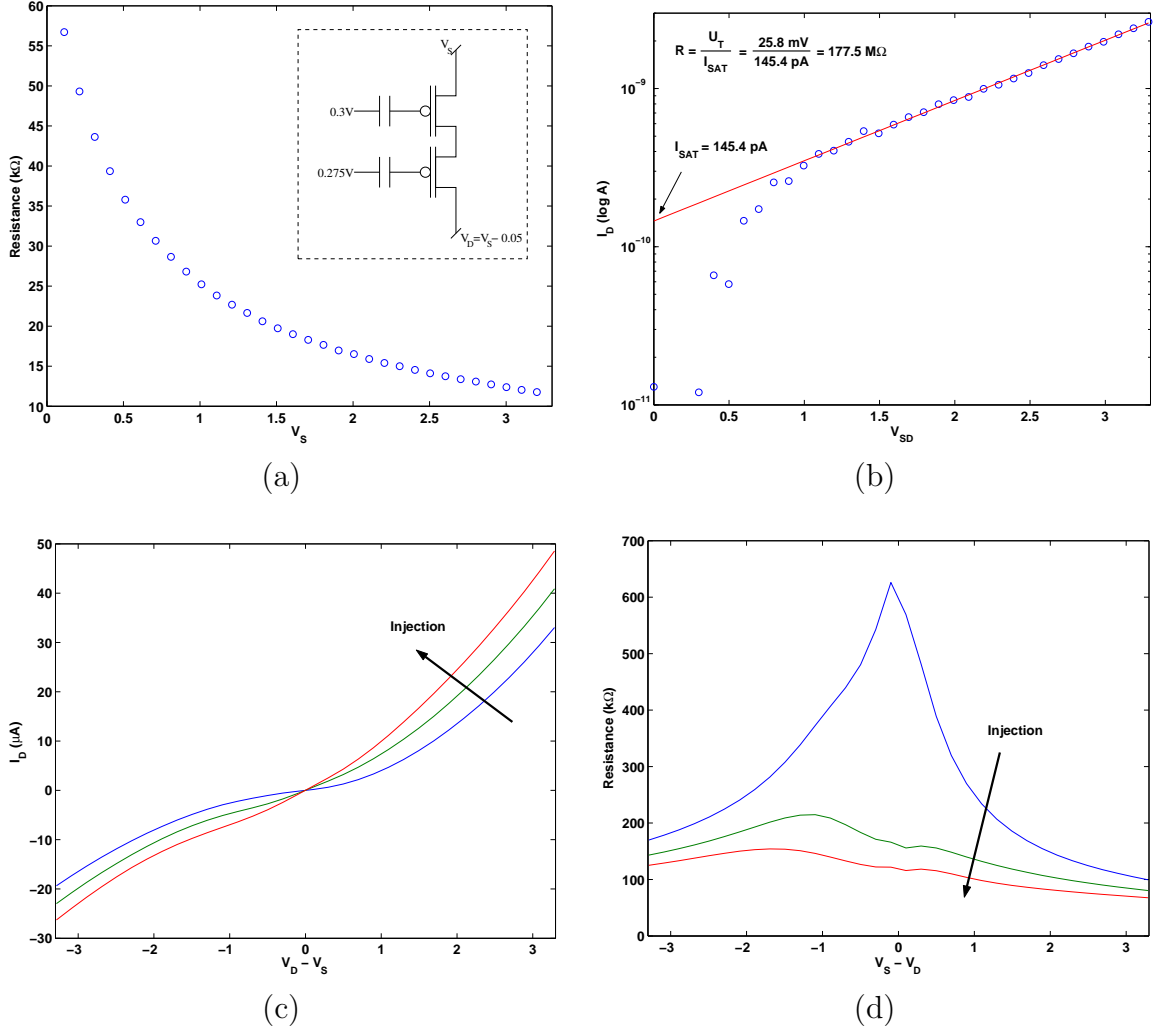 60
55
50
45
40
35
30
25
20
15
10
Resistance (kΩ)
0 0.5 1 1.5 2 2.5 3
V_S
V_S
0.3V
0.275V
V_D=V_S− 0.05
(a)
R = U_T / I_SAT = 25.8 mV / 145.4 pA = 177.5 MΩ
I_SAT = 145.4 pA
10^−9
10^−10
10^−11
I_D (log A)
0 0.5 1 1.5 2 2.5 3
V_SD
(b)
50
40
30
20
10
0
−10
−20
−30
I_D (μA)
Injection
−3 −2 −1 0 1 2 3
V_D − V_S
(c)
700
600
500
400
300
200
100
0
Resistance (kΩ)
Injection
−3 −2 −1 0 1 2 3
V_S − V_D
(d)